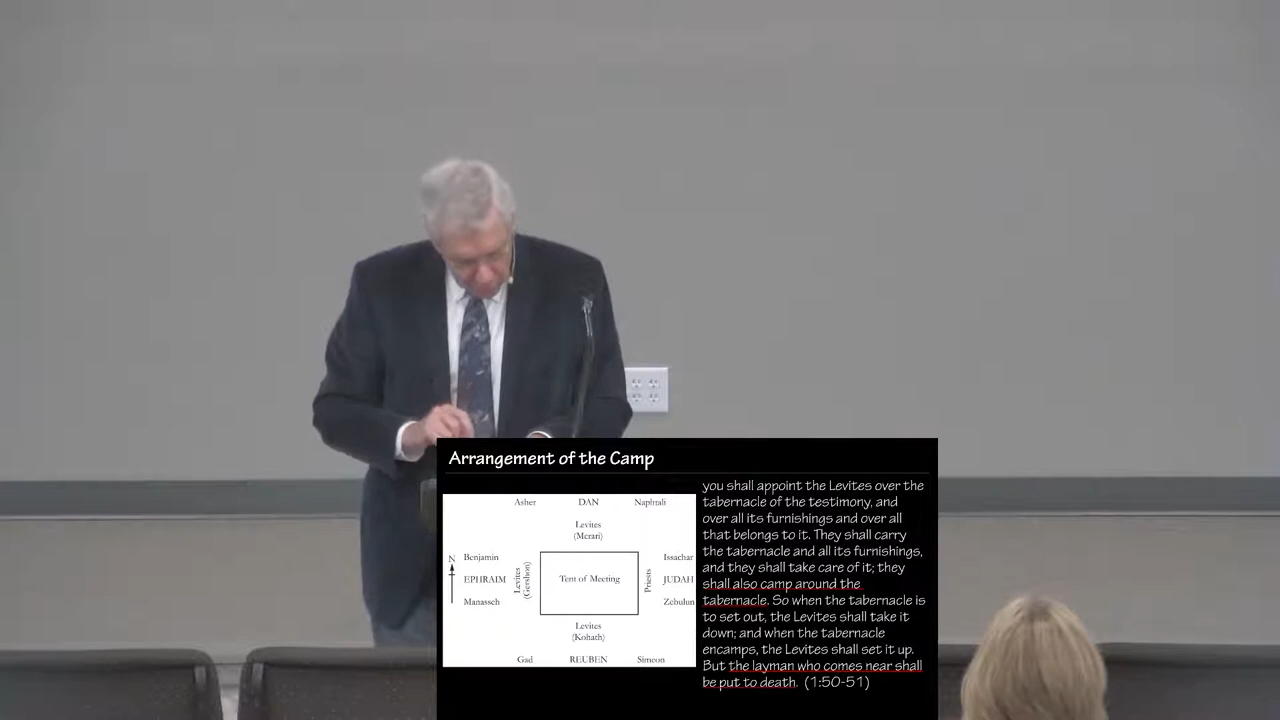 Arrangement of the Camp
Asher DAN Naphtali
Levites
(Merari)
N
Benjamin
EPHRAIM
Manasseh
Levites
(Gershon)
Tent of Meeting
Priests
Issachar
JUDAH
Zebulun
Levites
(Kohath)
Gad REUBEN Simeon
you shall appoint the Levites over the
tabernacle of the testimony, and
over all its furnishings and over all
that belongs to it. They shall carry
the tabernacle and all its furnishings,
and they shall take care of it; they
shall also camp around the
tabernacle. So when the tabernacle is
to set out, the Levites shall take it
down; and when the tabernacle
encamps, the Levites shall set it up.
But the layman who comes near shall
be put to death. (1:50-51)